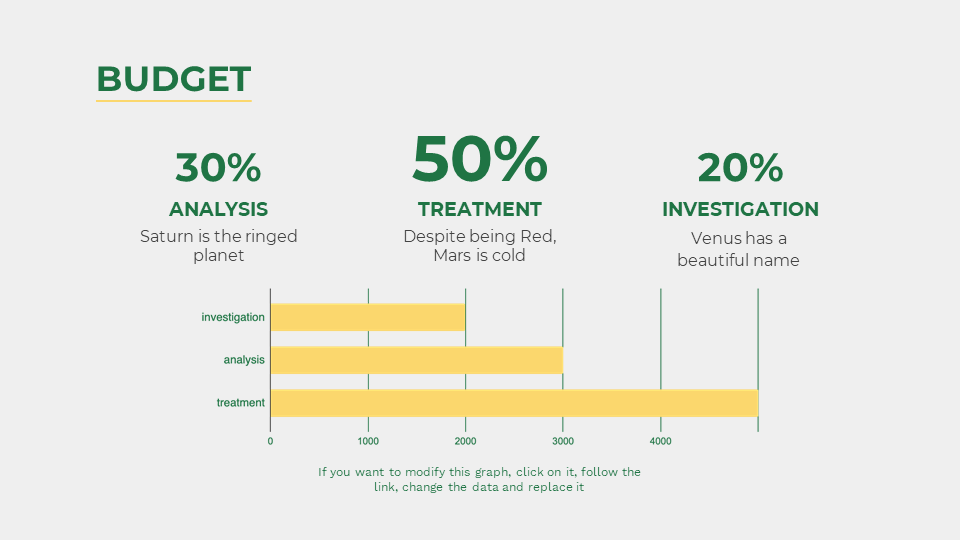 BUDGET
30%
ANALYSIS
Saturn is the ringed
planet
50%
TREATMENT
Despite being Red,
Mars is cold
20%
INVESTIGATION
Venus has a
beautiful name
investigation
analysis
treatment
0 1000 2000 3000 4000
If you want to modify this graph, click on it, follow the
link, change the data and replace it